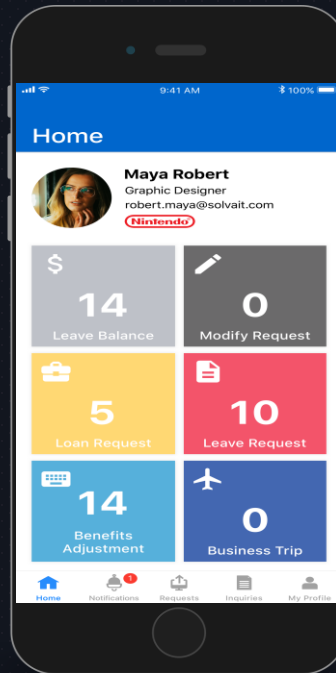 9:41 AM
100%
Home
Maya Robert
Graphic Designer
robert.maya@solvait.com
Nintendo
$
14
Leave Balance
0
Modify Request
5
Loan Request
10
Leave Request
14
Benefits
Adjustment
0
Business Trip
1
Home Notifications Requests Inquiries My Profile